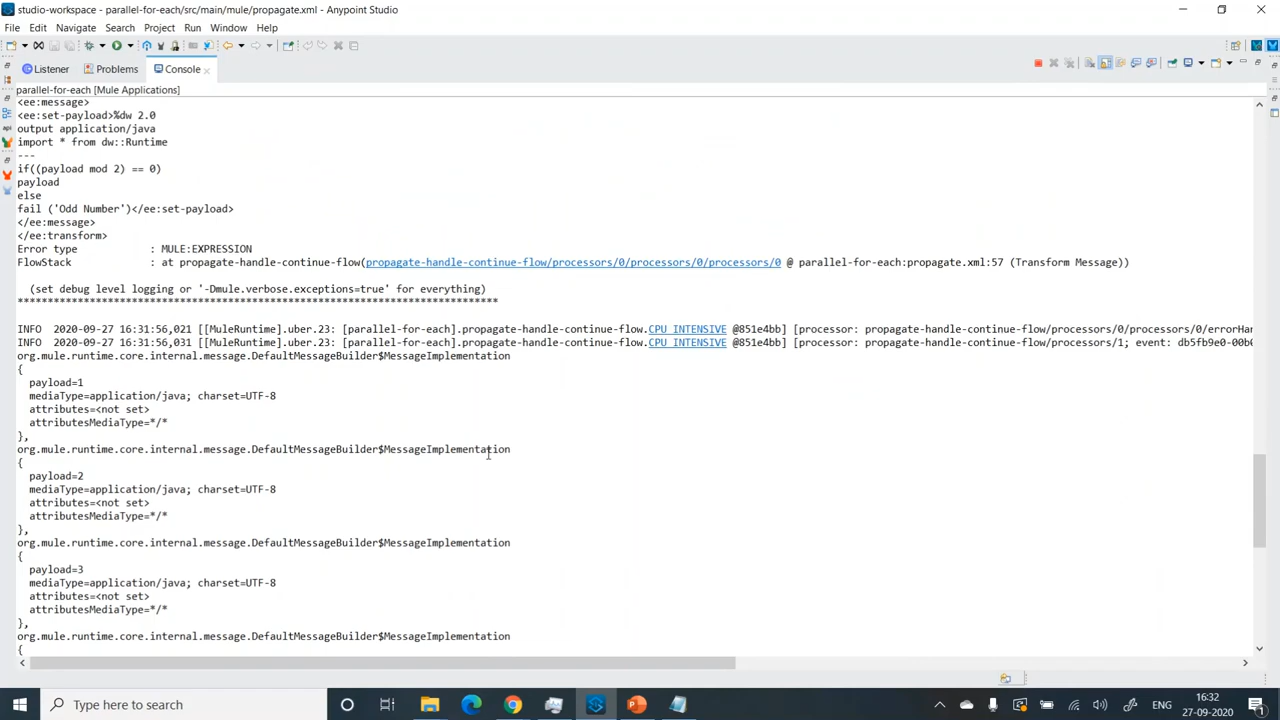 studio-workspace - parallel-for-each/src/main/mule/propagate.xml - Anypoint Studio
File Edit Navigate Search Project Run Window Help
Listener Problems Console
parallel-for-each [Mule Applications]
<ee:message>
<ee:set-payload>%dw 2.0
output application/java
import * from dw::Runtime
---
if((payload mod 2) == 0)
payload
else
fail ('Odd Number')</ee:set-payload>
</ee:message>
</ee:transform>
Error type : MULE:EXPRESSION
FlowStack : at propagate-handle-continue-flow(propagate-handle-continue-flow/processors/0/processors/0/processors/0 @ parallel-for-each:propagate.xml:57 (Transform Message))
(set debug level logging or '-Dmule.verbose.exceptions=true' for everything)
********************************************************************************
INFO 2020-09-27 16:31:56,021 [[MuleRuntime].uber.23: [parallel-for-each].propagate-handle-continue-flow.CPU_INTENSIVE @851e4bb] [processor: propagate-handle-continue-flow/processors/0/processors/0/errorHan
INFO 2020-09-27 16:31:56,031 [[MuleRuntime].uber.23: [parallel-for-each].propagate-handle-continue-flow.CPU_INTENSIVE @851e4bb] [processor: propagate-handle-continue-flow/processors/1; event: db5fb9e0-00b0
org.mule.runtime.core.internal.message.DefaultMessageBuilder$MessageImplementation
{
payload=1
mediaType=application/java; charset=UTF-8
attributes=<not set>
attributesMediaType=*/*
},
org.mule.runtime.core.internal.message.DefaultMessageBuilder$MessageImplementation
{
payload=2
mediaType=application/java; charset=UTF-8
attributes=<not set>
attributesMediaType=*/*
},
org.mule.runtime.core.internal.message.DefaultMessageBuilder$MessageImplementation
{
payload=3
mediaType=application/java; charset=UTF-8
attributes=<not set>
attributesMediaType=*/*
},
org.mule.runtime.core.internal.message.DefaultMessageBuilder$MessageImplementation
{
Type here to search
ENG
16:32
27-09-2020